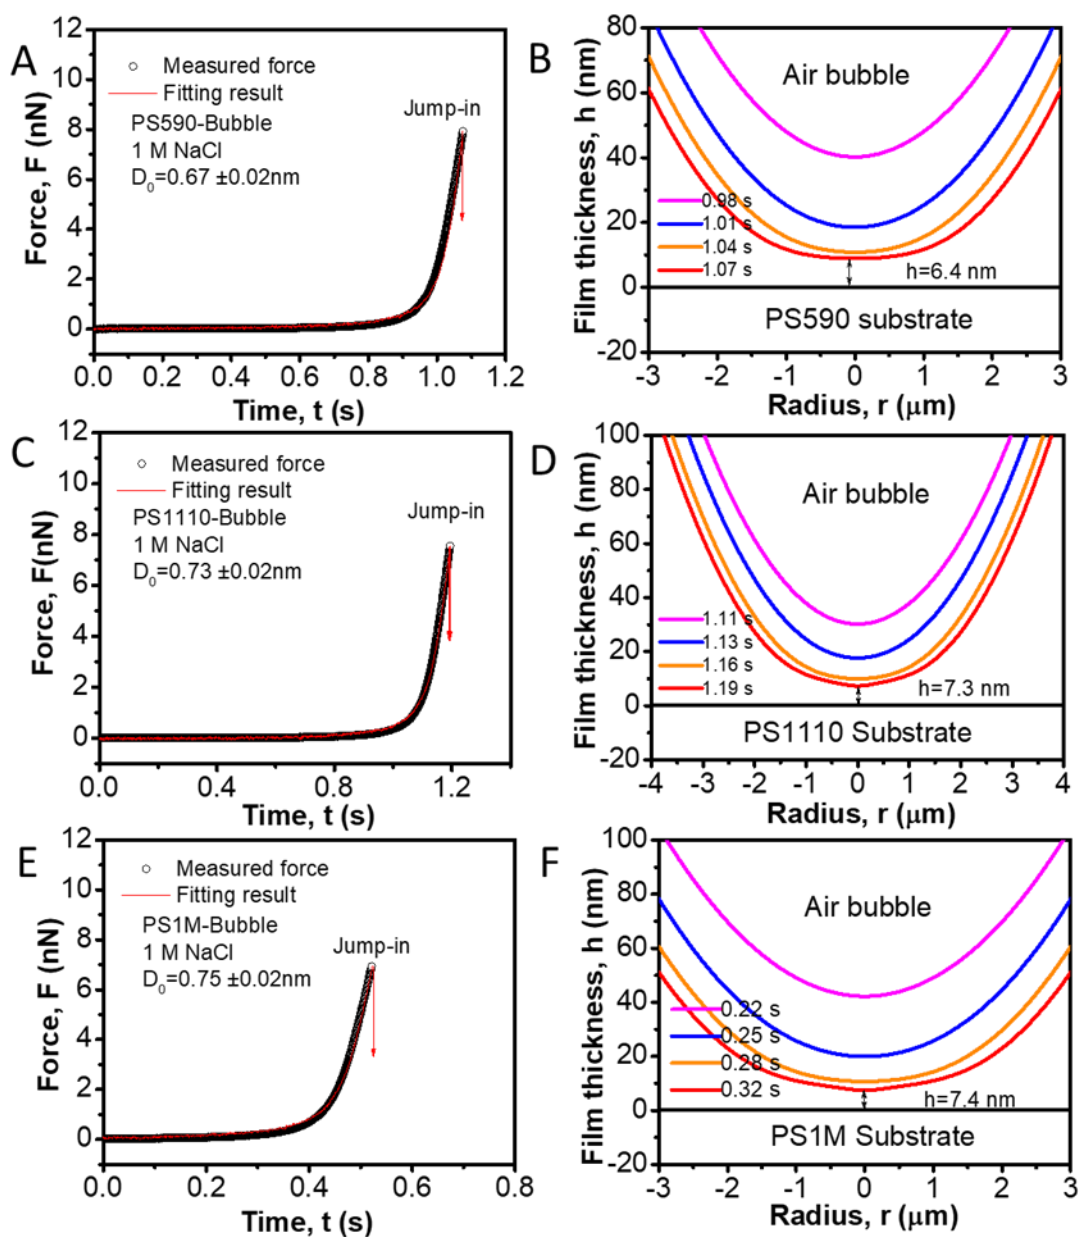 A
12
10
8
6
4
2
0
Force, F (nN)
Measured force
Fitting result
PS590-Bubble
1 M NaCl
D0=0.67 ±0.02nm
Jump-in
0.0 0.2 0.4 0.6 0.8 1.0 1.2
Time, t (s)
B
80
60
40
20
0
-20
Film thickness, h (nm)
Air bubble
0.98 s
1.01 s
1.04 s
1.07 s
h=6.4 nm
PS590 substrate
-3 -2 -1 0 1 2 3
Radius, r (μm)
C
12
10
8
6
4
2
0
Force, F(nN)
Measured force
Fitting result
PS1110-Bubble
1 M NaCl
D0=0.73 ±0.02nm
Jump-in
0.0 0.4 0.8 1.2
Time, t (s)
D
100
80
60
40
20
0
-20
Film thickness, h (nm)
Air bubble
1.11 s
1.13 s
1.16 s
1.19 s
h=7.3 nm
PS1110 Substrate
-4 -3 -2 -1 0 1 2 3 4
Radius, r (μm)
E
12
10
8
6
4
2
0
Force, F (nN)
Measured force
Fitting result
PS1M-Bubble
1 M NaCl
D0=0.75 ±0.02nm
Jump-in
0.0 0.2 0.4 0.6 0.8
Time, t (s)
F
100
80
60
40
20
0
-20
Film thickness, h (nm)
Air bubble
0.22 s
0.25 s
0.28 s
0.32 s
h=7.4 nm
PS1M Substrate
-3 -2 -1 0 1 2 3
Radius, r (μm)